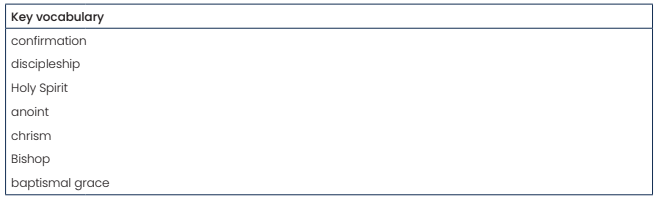 Key vocabulary
confirmation
discipleship
Holy Spirit
anoint
chrism
Bishop
baptismal grace